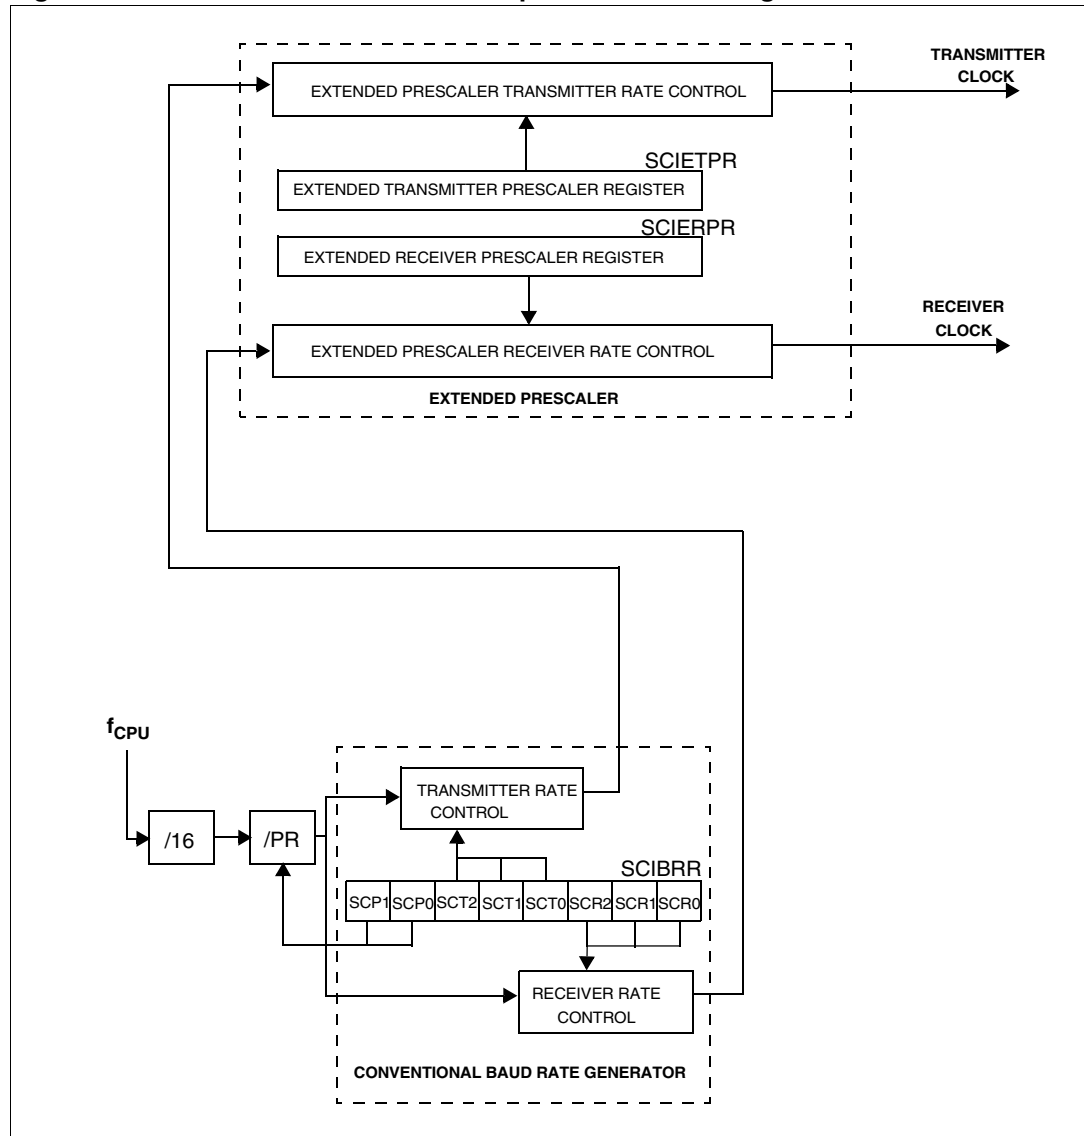 TRANSMITTER
CLOCK
EXTENDED PRESCALER TRANSMITTER RATE CONTROL
SCIETPR
EXTENDED TRANSMITTER PRESCALER REGISTER
SCIERPR
EXTENDED RECEIVER PRESCALER REGISTER
RECEIVER
CLOCK
EXTENDED PRESCALER RECEIVER RATE CONTROL
EXTENDED PRESCALER
fCPU
TRANSMITTER RATE
CONTROL
/16
/PR
SCIBRR
SCP1 SCP0 SCT2 SCT1 SCT0 SCR2 SCR1 SCR0
RECEIVER RATE
CONTROL
CONVENTIONAL BAUD RATE GENERATOR